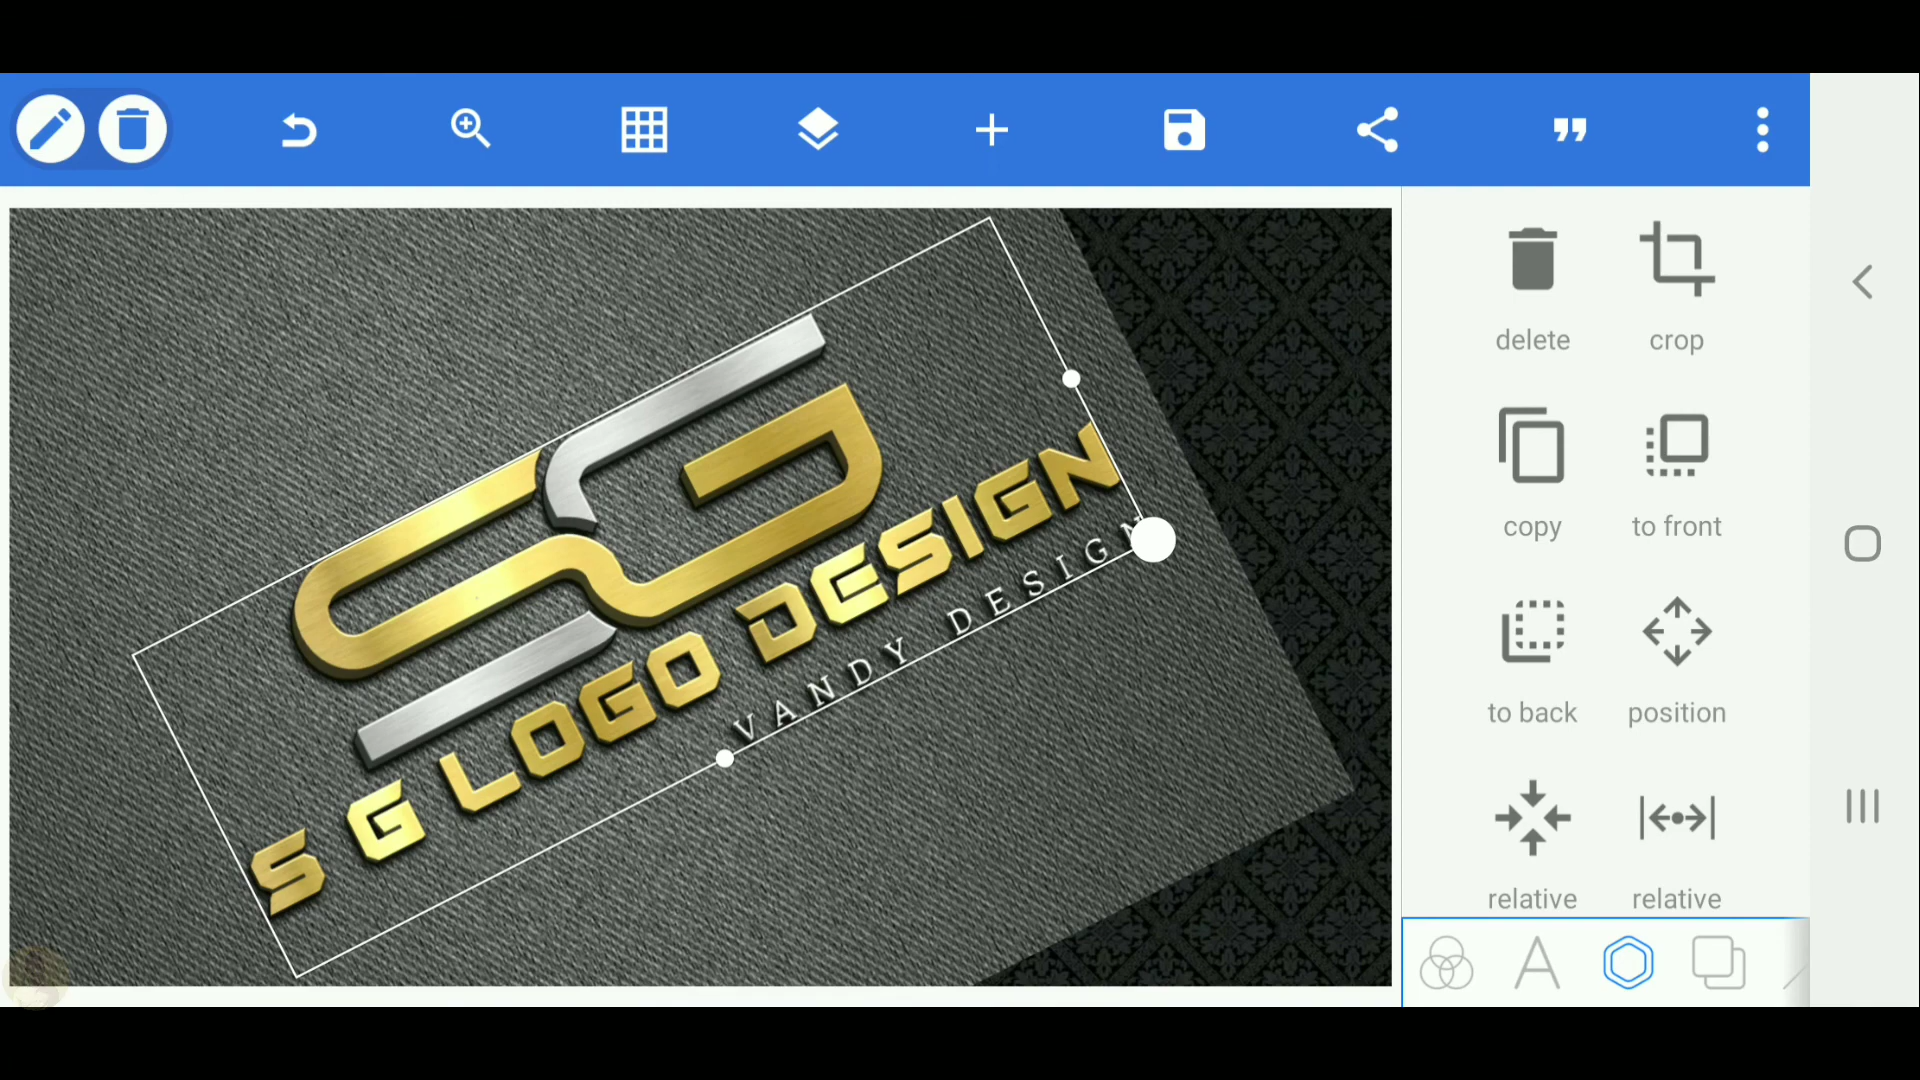 S G LOGO DESIGN
VANDY DESIGN
delete
crop
copy
to front
to back
position
relative
relative